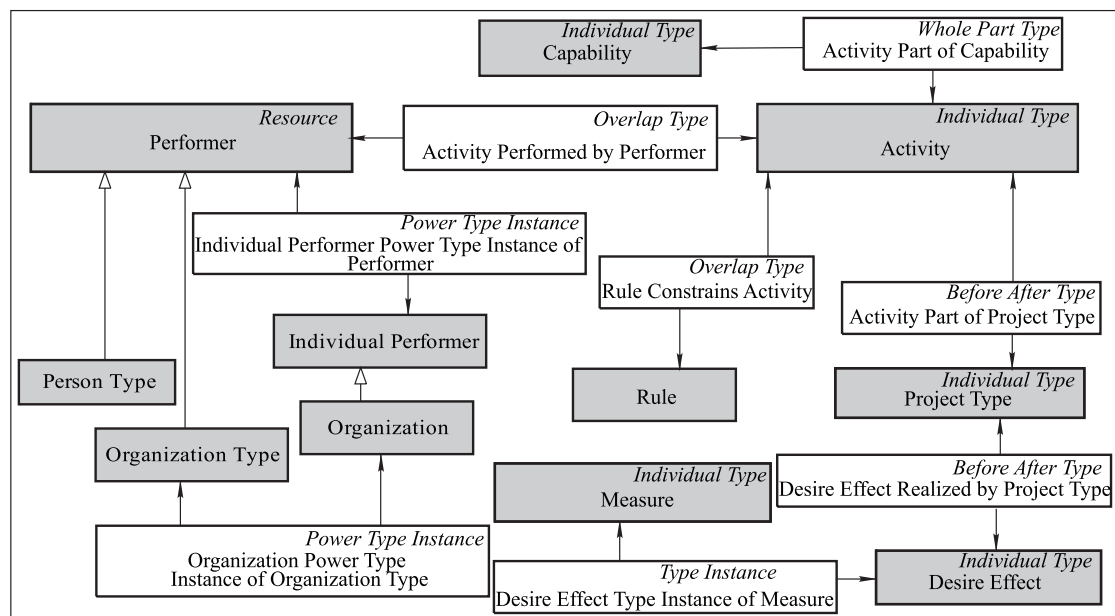 Individual Type
Capability
Whole Part Type
Activity Part of Capability
Resource
Performer
Overlap Type
Activity Performed by Performer
Individual Type
Activity
Power Type Instance
Individual Performer Power Type Instance of
Performer
Overlap Type
Rule Constrains Activity
Before After Type
Activity Part of Project Type
Individual Performer
Person Type
Rule
Individual Type
Project Type
Organization
Organization Type
Individual Type
Measure
Before After Type
Desire Effect Realized by Project Type
Power Type Instance
Organization Power Type
Instance of Organization Type
Type Instance
Desire Effect Type Instance of Measure
Individual Type
Desire Effect